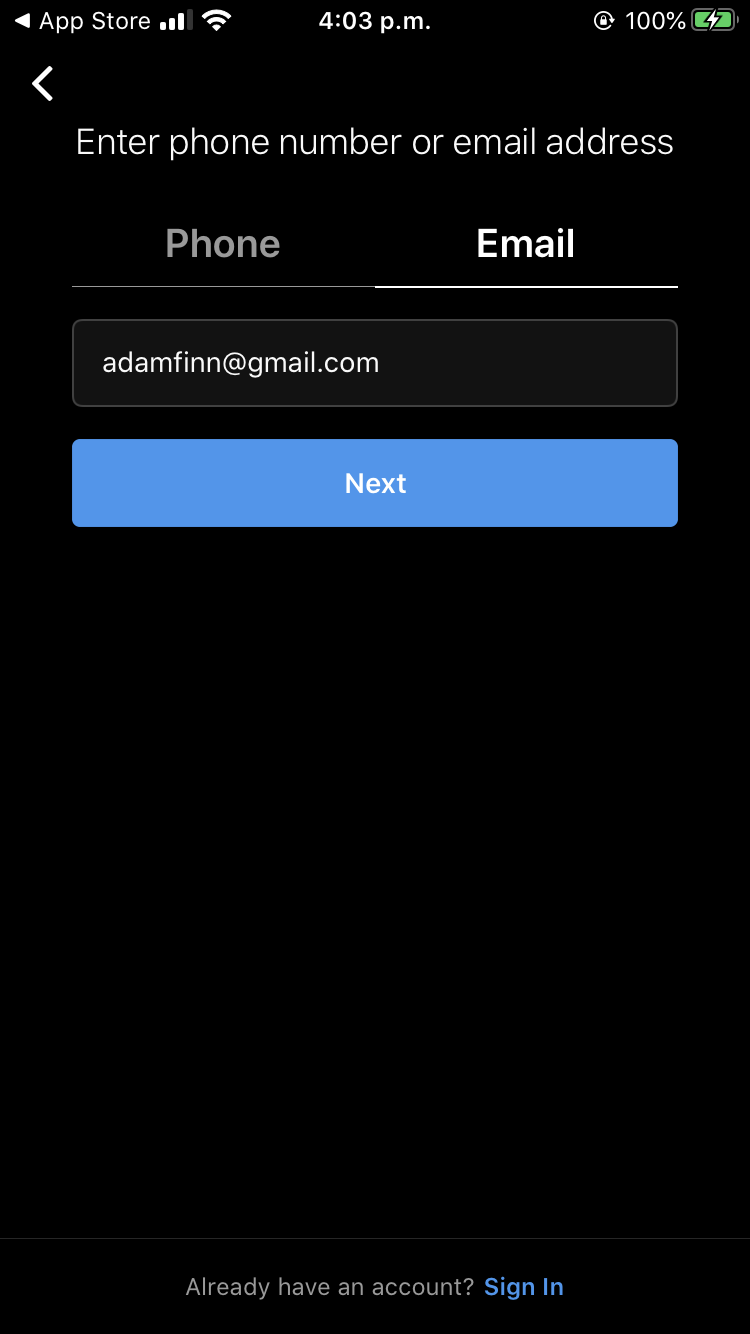 App Store 4:03 p.m. 100%
Enter phone number or email address
Phone Email
adamfinn@gmail.com
Next
Already have an account? Sign In